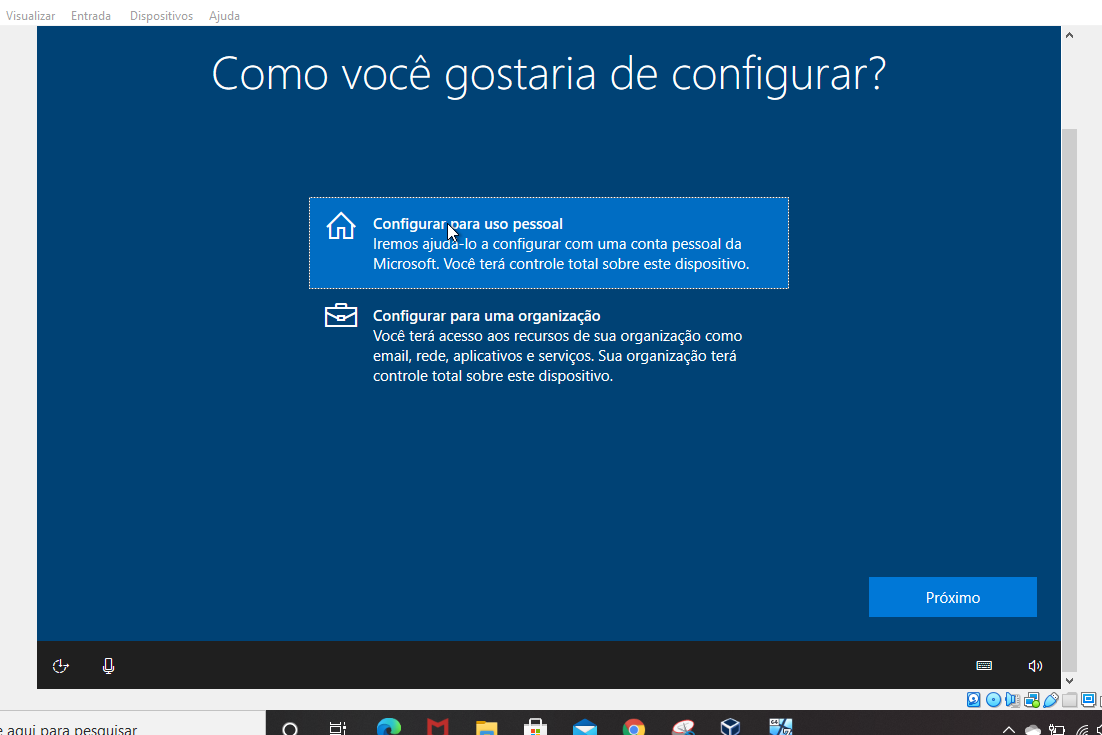 Visualizar Entrada Dispositivos Ajuda
Como você gostaria de configurar?
Configurar para uso pessoal
Iremos ajudá-lo a configurar com uma conta pessoal da
Microsoft. Você terá controle total sobre este dispositivo.
Configurar para uma organização
Você terá acesso aos recursos de sua organização como
email, rede, aplicativos e serviços. Sua organização terá
controle total sobre este dispositivo.
Próximo
e aqui para pesquisar
64